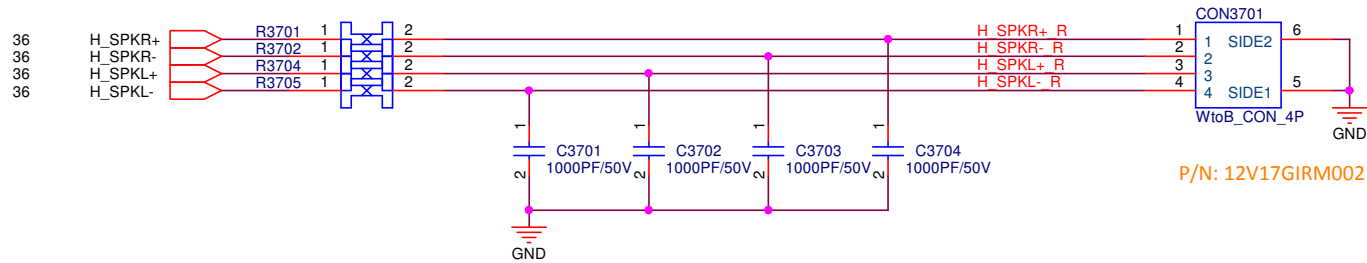 CON3701
36 H_SPKR+ R3701 1 2 H_SPKR+_R 1 1 SIDE2 6
36 H_SPKR- R3702 1 2 H_SPKR-_R 2 2
36 H_SPKL+ R3704 1 2 H_SPKL+_R 3 3
36 H_SPKL- R3705 1 2 H_SPKL-_R 4 4 SIDE1 5
WtoB_CON_4P
GND
1 1 1 1
C3701 C3702 C3703 C3704
1000PF/50V 1000PF/50V 1000PF/50V 1000PF/50V
2 2 2 2
P/N: 12V17GIRM002
GND